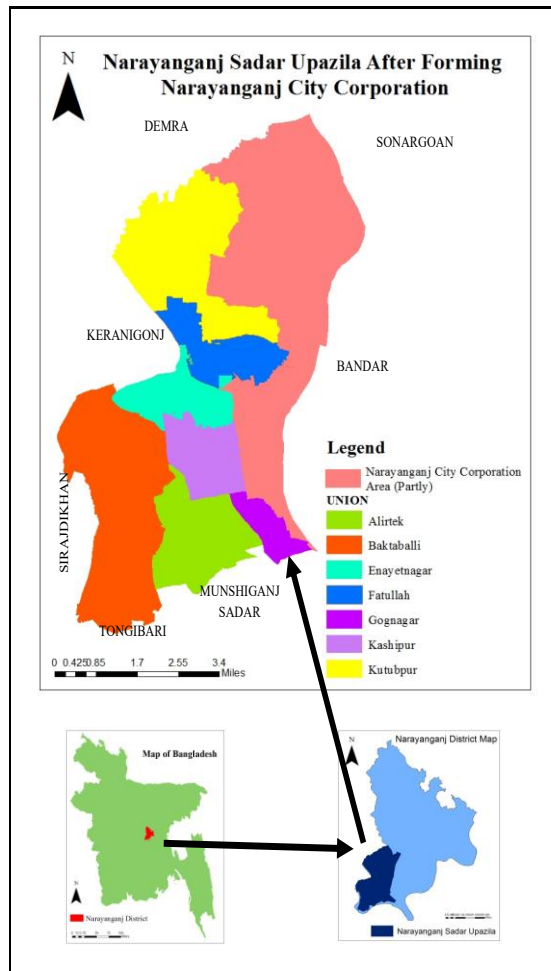 N
Narayanganj Sadar Upazila After Forming
Narayanganj City Corporation
DEMRA
SONARGOAN
KERANIGONJ
BANDAR
SIRAJDIKHAN
MUNSHIGANJ
SADAR
TONGIBARI
Legend
Narayanganj City Corporation
Area (Partly)
UNION
Alirtek
Baktaballi
Enayetnagar
Fatullah
Gognagar
Kashipur
Kutubpur
0 0.425 0.85 1.7 2.55 3.4
Miles
Map of Bangladesh
N
Narayanganj District
Narayanganj District Map
N
Narayanganj Sadar Upazila